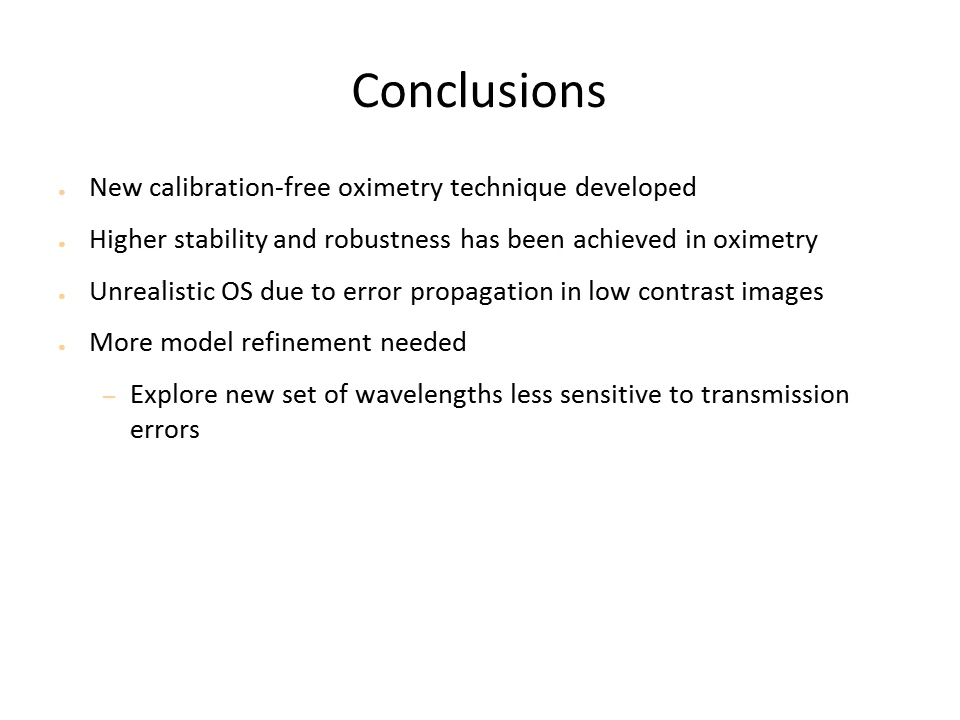 Conclusions
New calibration-free oximetry technique developed
Higher stability and robustness has been achieved in oximetry
Unrealistic OS due to error propagation in low contrast images
More model refinement needed
– Explore new set of wavelengths less sensitive to transmission
errors